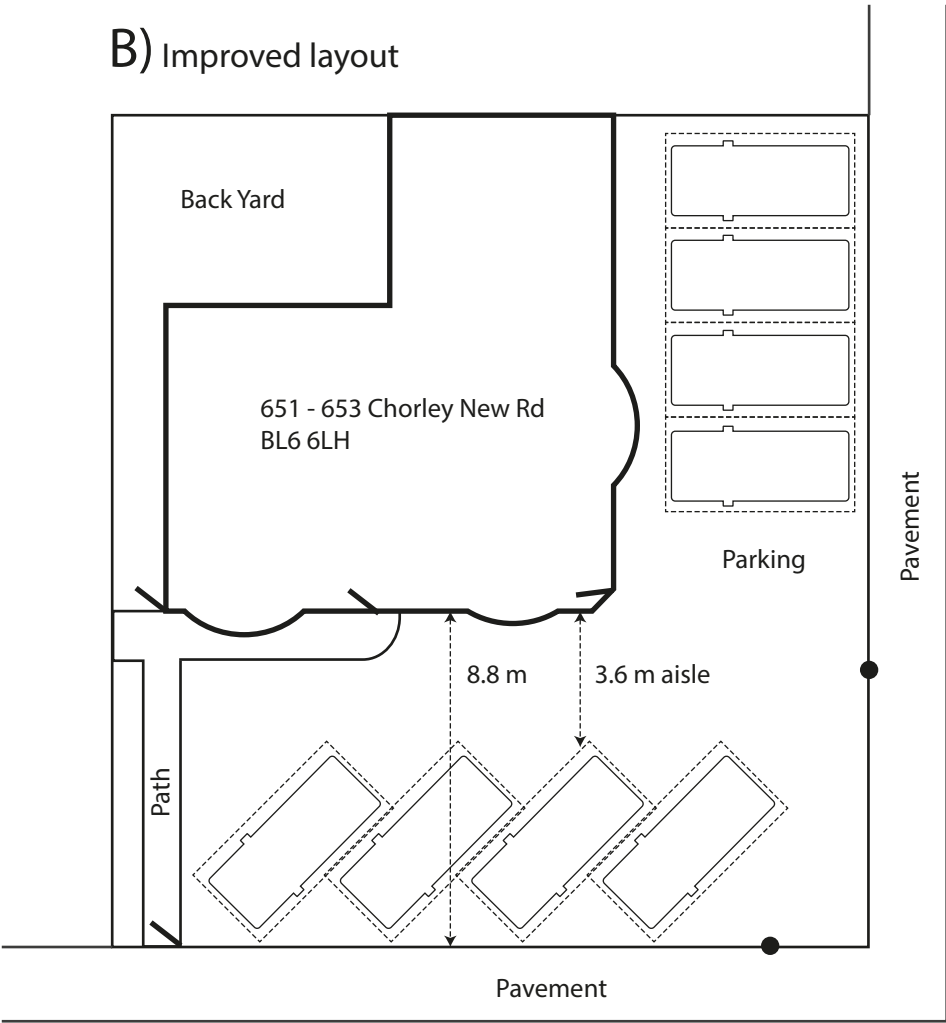 B) Improved layout
Back Yard
651 - 653 Chorley New Rd
BL6 6LH
Parking
Pavement
8.8 m
3.6 m aisle
Path
Pavement